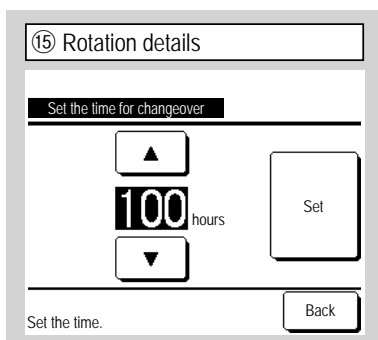 ⑮ Rotation details
Set the time for changeover
▲
100 hours
Set
▼
Set the time.
Back